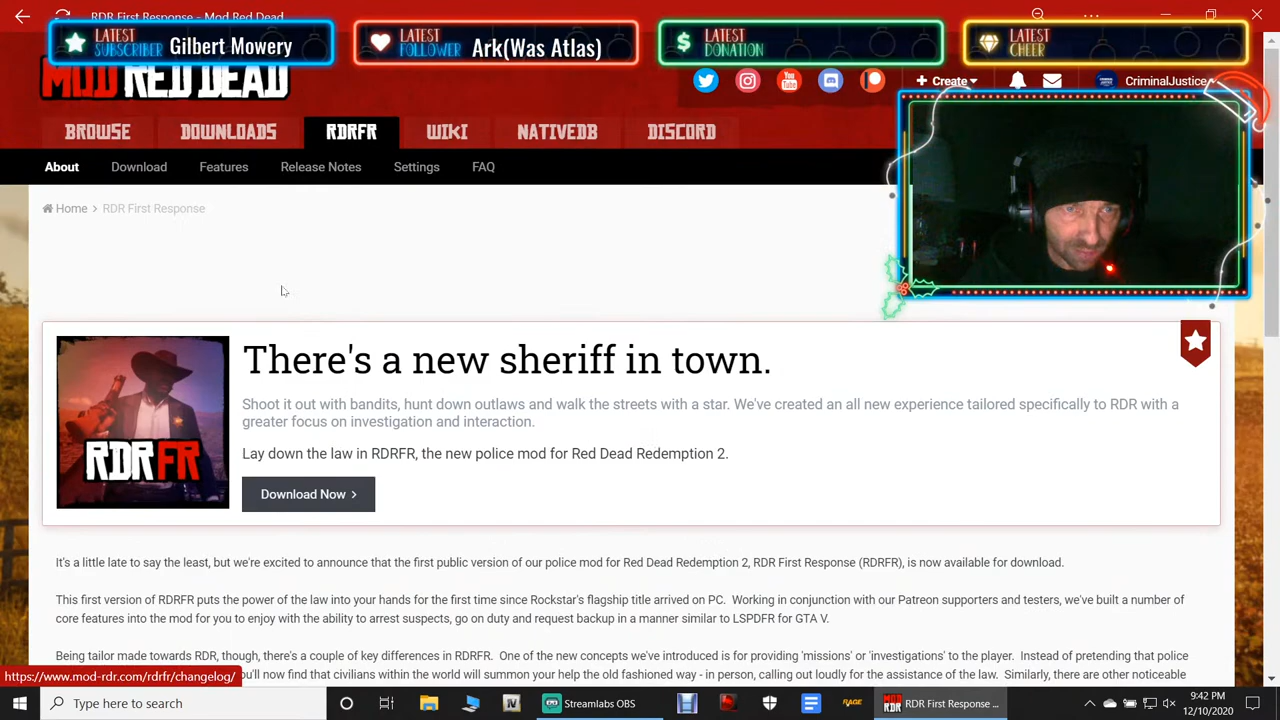 RDR First Response - Mod Red Dead
LATEST SUBSCRIBER Gilbert Mowery
LATEST FOLLOWER Ark(Was Atlas)
LATEST DONATION
LATEST CHEER
MOD RED DEAD
Create
CriminalJustice
BROWSE
DOWNLOADS
RDRFR
WIKI
NATIVEDB
DISCORD
About
Download
Features
Release Notes
Settings
FAQ
Home > RDR First Response
There's a new sheriff in town.
Shoot it out with bandits, hunt down outlaws and walk the streets with a star. We've created an all new experience tailored specifically to RDR with a
greater focus on investigation and interaction.
RDRFR
Lay down the law in RDRFR, the new police mod for Red Dead Redemption 2.
Download Now
It's a little late to say the least, but we're excited to announce that the first public version of our police mod for Red Dead Redemption 2, RDR First Response (RDRFR), is now available for download.
This first version of RDRFR puts the power of the law into your hands for the first time since Rockstar's flagship title arrived on PC. Working in conjunction with our Patreon supporters and testers, we've built a number of
core features into the mod for you to enjoy with the ability to arrest suspects, go on duty and request backup in a manner similar to LSPDFR for GTA V.
Being tailor made towards RDR, though, there's a couple of key differences in RDRFR. One of the new concepts we've introduced is for providing 'missions' or 'investigations' to the player. Instead of pretending that police
https://www.mod-rdr.com/rdrfr/changelog/
you'll now find that civilians within the world will summon your help the old fashioned way - in person, calling out loudly for the assistance of the law. Similarly, there are other noticeable
Type here to search
Streamlabs OBS
IV
RAGE
RDR First Response ...
9:42 PM
12/10/2020